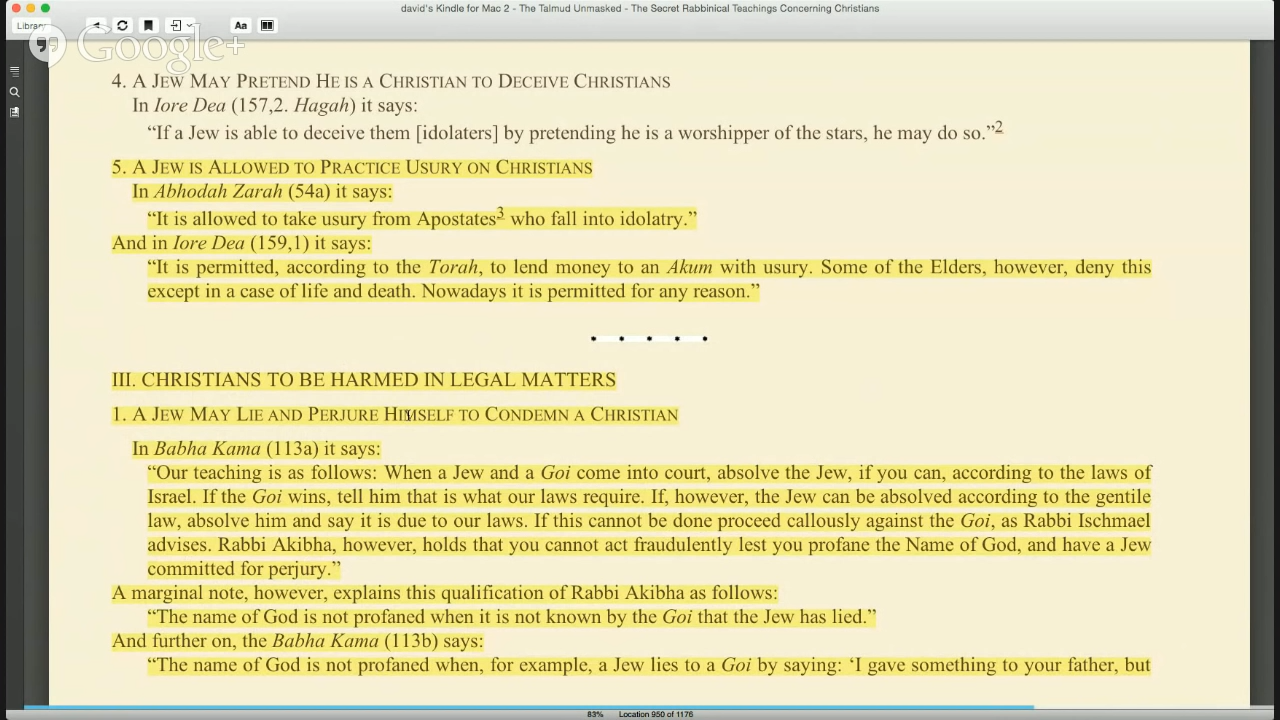 david's Kindle for Mac 2 - The Talmud Unmasked - The Secret Rabbinical Teachings Concerning Christians
Library
Aa
Google+
4. A JEW MAY PRETEND HE IS A CHRISTIAN TO DECEIVE CHRISTIANS
In Iore Dea (157,2. Hagah) it says:
“If a Jew is able to deceive them [idolaters] by pretending he is a worshipper of the stars, he may do so.”2
5. A JEW IS ALLOWED TO PRACTICE USURY ON CHRISTIANS
In Abhodah Zarah (54a) it says:
“It is allowed to take usury from Apostates3 who fall into idolatry.”
And in Iore Dea (159,1) it says:
“It is permitted, according to the Torah, to lend money to an Akum with usury. Some of the Elders, however, deny this
except in a case of life and death. Nowadays it is permitted for any reason.”
III. CHRISTIANS TO BE HARMED IN LEGAL MATTERS
1. A JEW MAY LIE AND PERJURE HIMSELF TO CONDEMN A CHRISTIAN
In Babha Kama (113a) it says:
“Our teaching is as follows: When a Jew and a Goi come into court, absolve the Jew, if you can, according to the laws of
Israel. If the Goi wins, tell him that is what our laws require. If, however, the Jew can be absolved according to the gentile
law, absolve him and say it is due to our laws. If this cannot be done proceed callously against the Goi, as Rabbi Ischmael
advises. Rabbi Akibha, however, holds that you cannot act fraudulently lest you profane the Name of God, and have a Jew
committed for perjury.”
A marginal note, however, explains this qualification of Rabbi Akibha as follows:
“The name of God is not profaned when it is not known by the Goi that the Jew has lied.”
And further on, the Babha Kama (113b) says:
“The name of God is not profaned when, for example, a Jew lies to a Goi by saying: ‘I gave something to your father, but
83% Location 950 of 1176